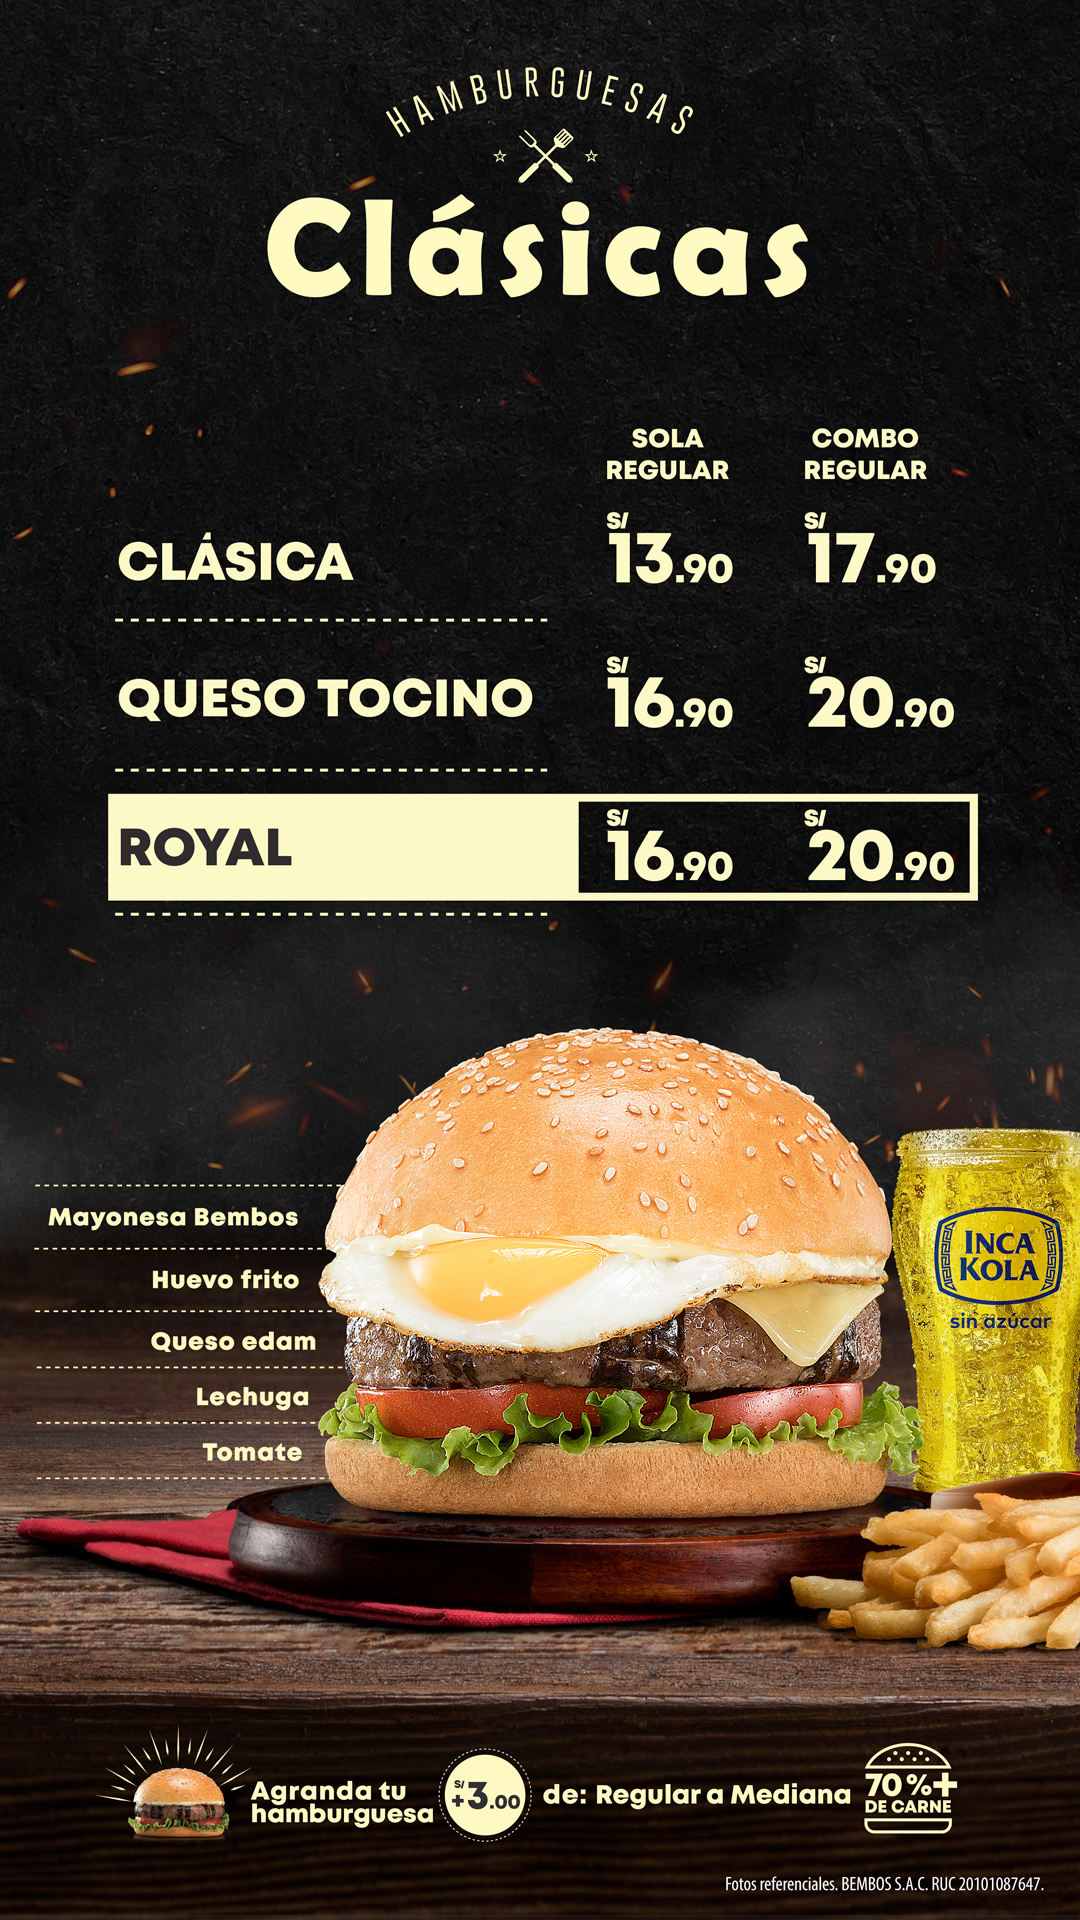 HAMBURGUESAS
Clásicas
SOLA
REGULAR
COMBO
REGULAR
CLÁSICA
S/
13.90
S/
17.90
QUESO TOCINO
S/
16.90
S/
20.90
ROYAL
S/
16.90
S/
20.90
Mayonesa Bembos
Huevo frito
Queso edam
Lechuga
Tomate
INCA
KOLA
sin azúcar
Agranda tu
hamburguesa
S/
+3.00
de: Regular a Mediana
70%+
DE CARNE
Fotos referenciales. BEMBOS S.A.C. RUC 20101087647.